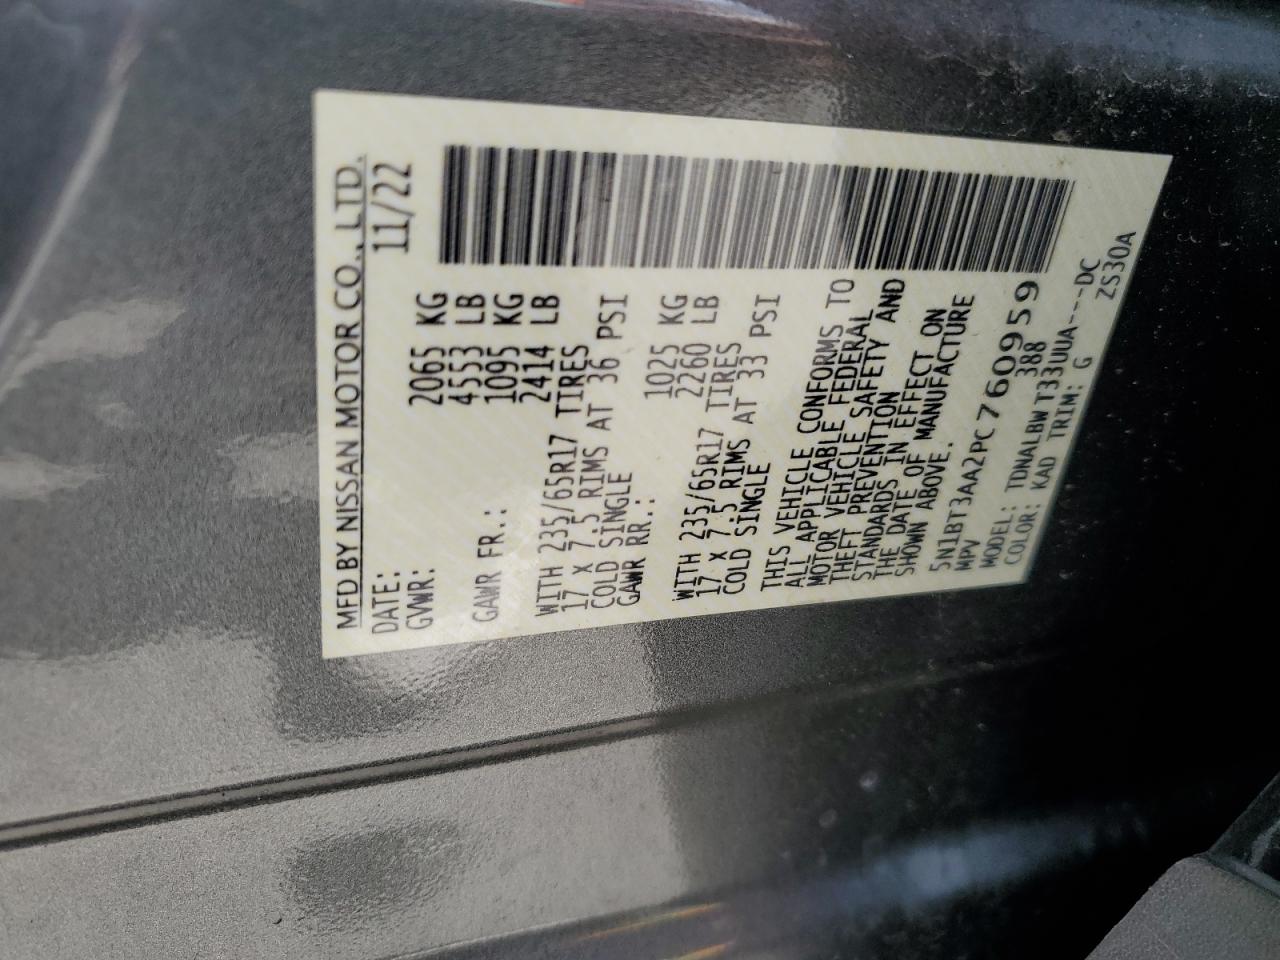 MFD BY NISSAN MOTOR CO., LTD.
DATE: 11/22
GVWR: 2065 KG
4553 LB
GAWR FR.: 1095 KG
2414 LB
WITH 235/65R17 TIRES
17 X 7.5 RIMS AT 36 PSI
COLD SINGLE
GAWR RR.: 1025 KG
2260 LB
WITH 235/65R17 TIRES
17 X 7.5 RIMS AT 33 PSI
COLD SINGLE
THIS VEHICLE CONFORMS TO
ALL APPLICABLE FEDERAL
MOTOR VEHICLE SAFETY AND
THEFT PREVENTION
STANDARDS IN EFFECT ON
THE DATE OF MANUFACTURE
SHOWN ABOVE..
5N1BT3AA2PC760959
MPV 388
MODEL: TDNALBWT33UUA----DC
COLOR: KAD TRIM: G ZS30A